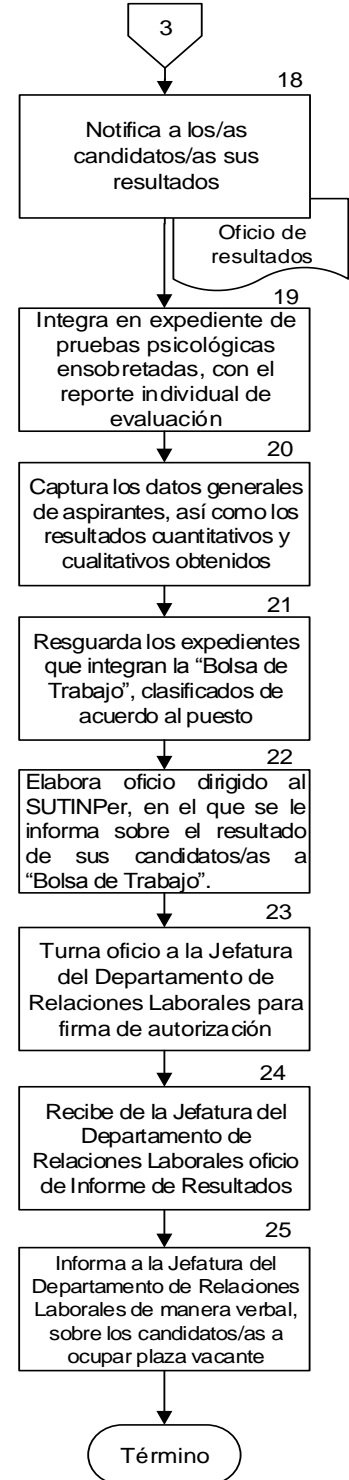 3
18
Notifica a los/as
candidatos/as sus
resultados
Oficio de
resultados
19
Integra en expediente de
pruebas psicológicas
ensobretadas, con el
reporte individual de
evaluación
20
Captura los datos generales
de aspirantes, así como los
resultados cuantitativos y
cualitativos obtenidos
21
Resguarda los expedientes
que integran la “Bolsa de
Trabajo”, clasificados de
acuerdo al puesto
22
Elabora oficio dirigido al
SUTINPer, en el que se le
informa sobre el resultado
de sus candidatos/as a
“Bolsa de Trabajo”.
23
Turna oficio a la Jefatura
del Departamento de
Relaciones Laborales para
firma de autorización
24
Recibe de la Jefatura del
Departamento de
Relaciones Laborales oficio
de Informe de Resultados
25
Informa a la Jefatura del
Departamento de Relaciones
Laborales de manera verbal,
sobre los candidatos/as a
ocupar plaza vacante
Término